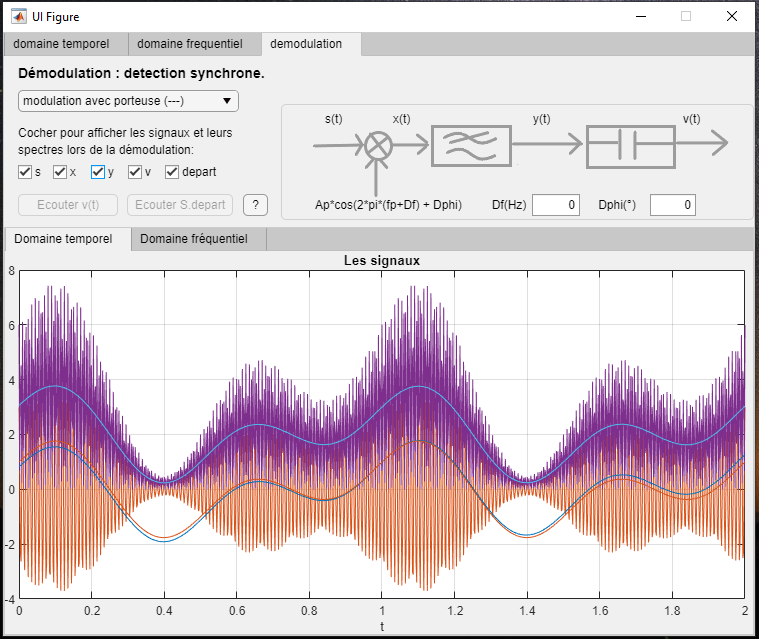 UI Figure
domaine temporel domaine frequentiel demodulation
Démodulation : detection synchrone.
modulation avec porteuse (---)
Cocher pour afficher les signaux et leurs
spectres lors de la démodulation:
s x y v depart
Ecouter v(t) Ecouter S.depart ?
s(t) x(t) y(t) v(t)
Ap*cos(2*pi*(fp+Df) + Dphi) Df(Hz) 0 Dphi(°) 0
Domaine temporel Domaine fréquentiel
Les signaux
8
6
4
2
0
-2
-4
0 0.2 0.4 0.6 0.8 1 1.2 1.4 1.6 1.8 2
t